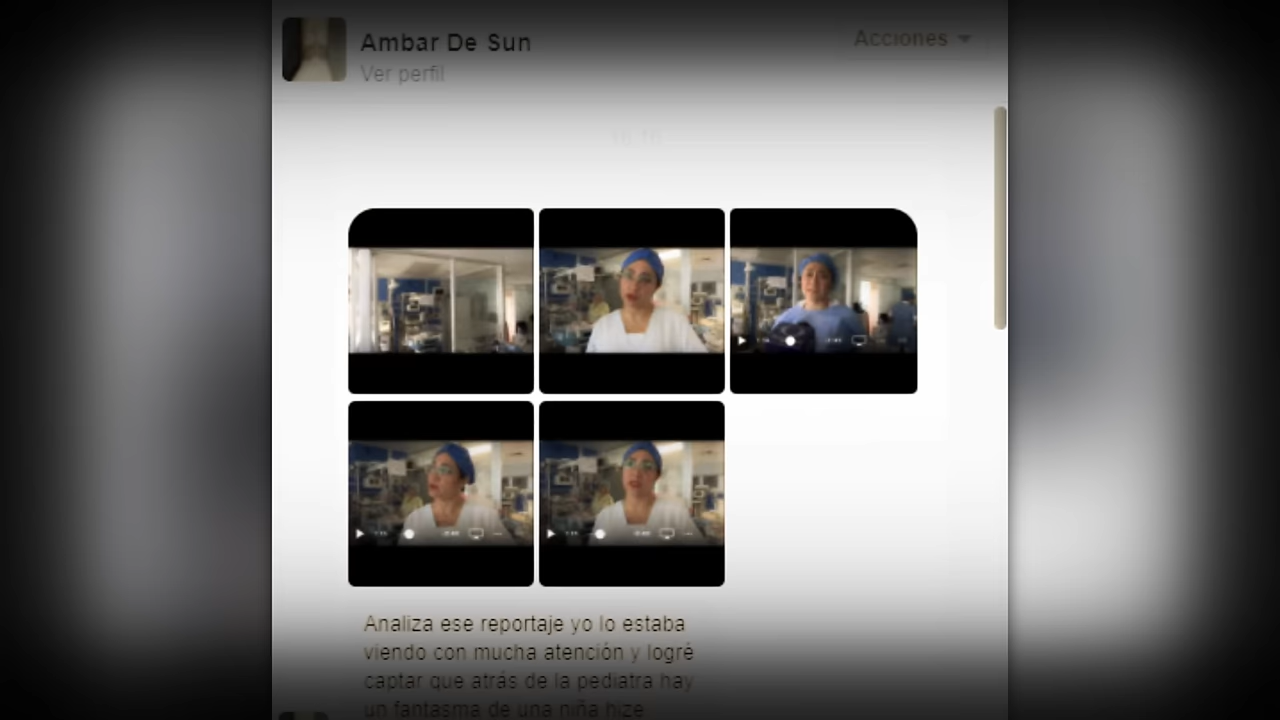 Ambar De Sun
Acciones
Ver perfil
Analiza ese reportaje yo lo estaba
viendo con mucha atención y logré
captar que atrás de la pediatra hay
un fantasma de una niña hize